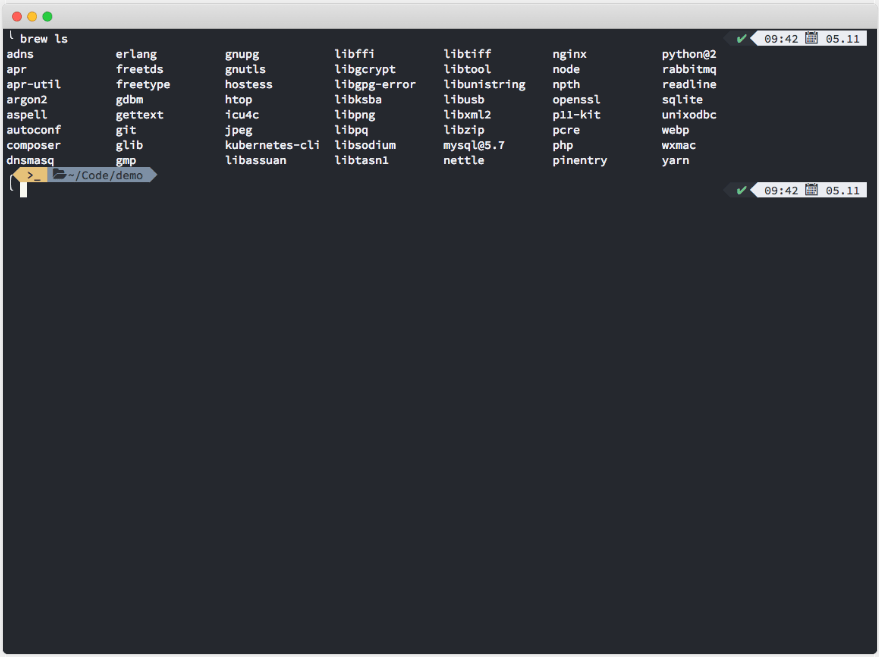 brew ls ✔ 09:42 05.11
adns erlang gnupg libffi libtiff nginx python@2
apr freetds gnutls libgcrypt libtool node rabbitmq
apr-util freetype hostess libgpg-error libunistring npth readline
argon2 gdbm htop libksba libusb openssl sqlite
aspell gettext icu4c libpng libxml2 p11-kit unixodbc
autoconf git jpeg libpq libzip pcre webp
composer glib kubernetes-cli libsodium mysql@5.7 php wxmac
dnsmasq gmp libassuan libtasn1 nettle pinentry yarn
>_ ~/Code/demo
✔ 09:42 05.11